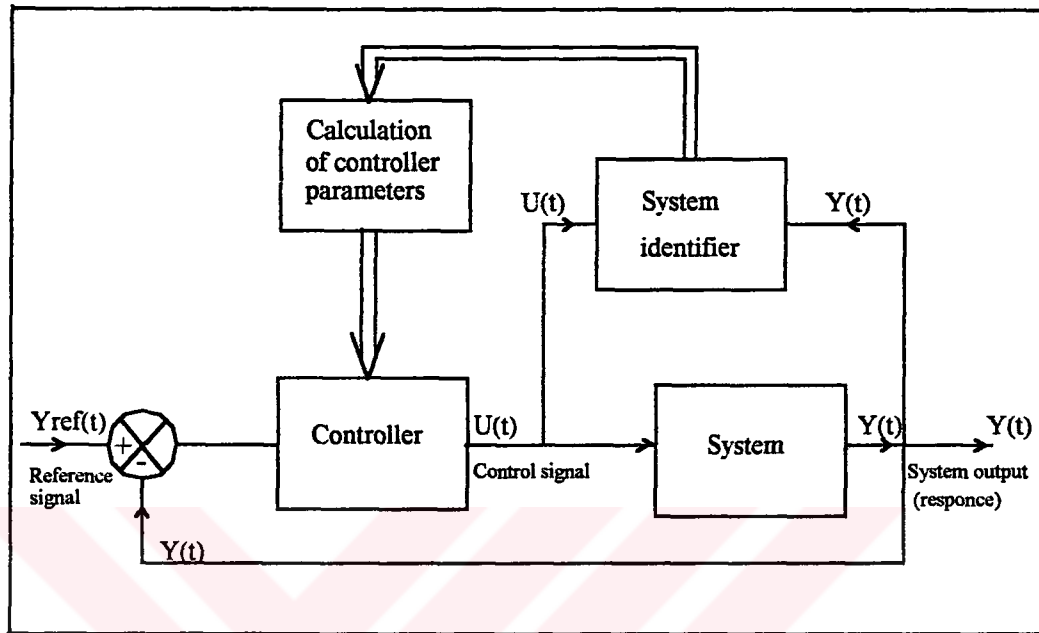 Calculation
of controller
parameters
U(t)
System
identifier
Y(t)
Yref(t)
Reference
signal
+
-
Controller
U(t)
Control signal
System
Y(t)
Y(t)
System output
(responce)
Y(t)